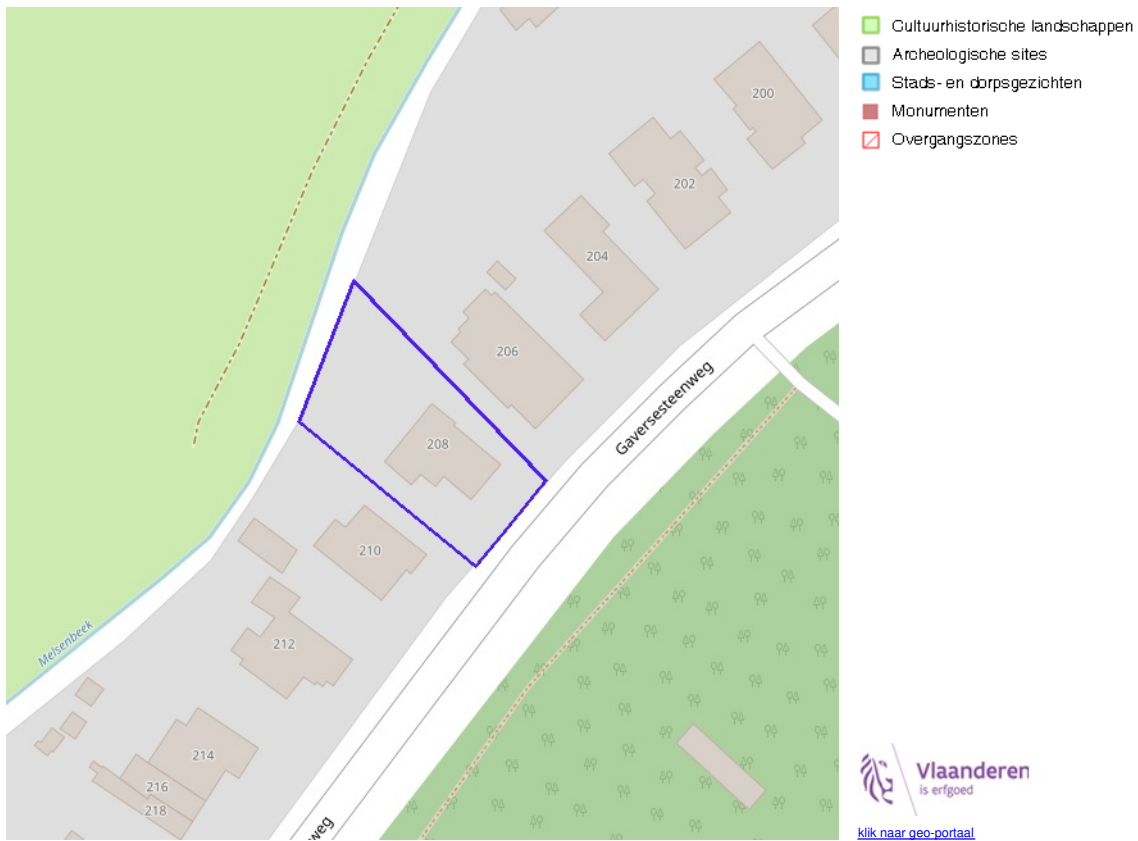 200
202
204
206
208
210
212
214
216
218
Gaversesteenweg
Melsenbeek
weg
Cultuurhistorische landschappen
Archeologische sites
Stads- en dorpsgezichten
Monumenten
Overgangszones
Vlaanderen
is erfgoed
klik naar geo-portaal